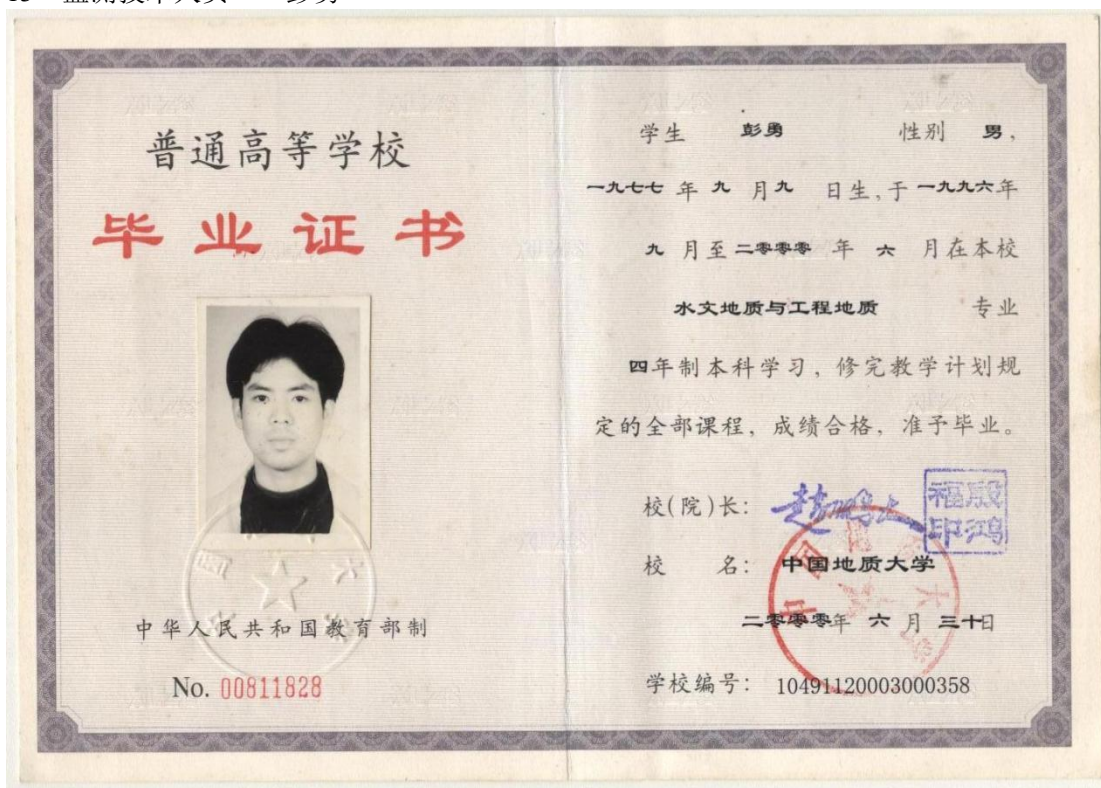 普通高等学校
毕业证书
中华人民共和国教育部制
No. 00811828
学生 彭勇 性别 男,
一九七七 年 九 月 九 日生,于 一九九六年
九 月至 二零零零 年 六 月在本校
水文地质与工程地质 专业
四年制本科学习，修完教学计划规
定的全部课程，成绩合格，准予毕业。
校(院)长:
殷鸿
福印
校 名: 中国地质大学
二零零零年 六 月 三十日
学校编号: 10491120003000358